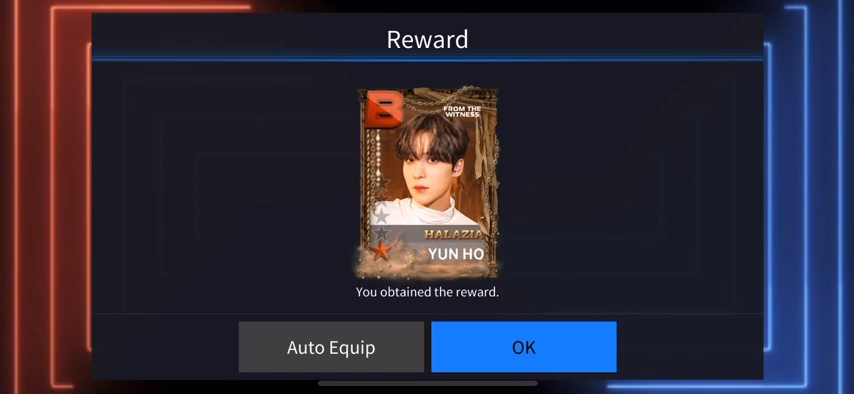 Reward
B
FROM THE
WITNESS
HALAZIA
YUN HO
You obtained the reward.
Auto Equip
OK